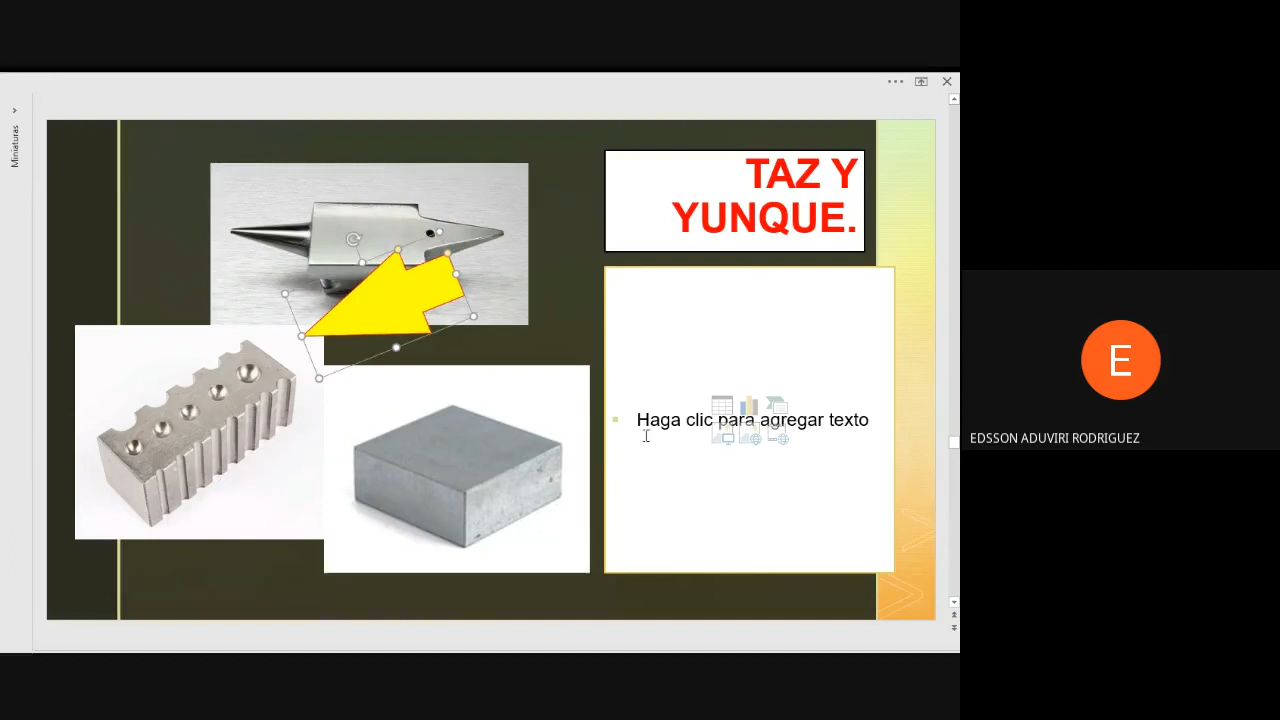 Miniaturas
TAZ Y
YUNQUE.
Haga clic para agregar texto
E
EDSSON ADUVIRI RODRIGUEZ